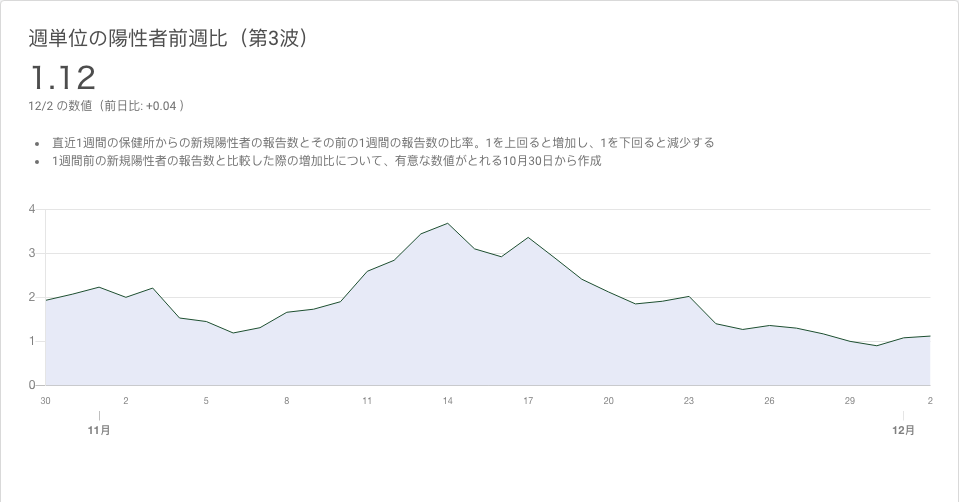 週単位の陽性者前週比（第3波）
1.12
12/2 の数値（前日比: +0.04 ）
• 直近1週間の保健所からの新規陽性者の報告数とその前の1週間の報告数の比率。1を上回ると増加し、1を下回ると減少する
• 1週間前の新規陽性者の報告数と比較した際の増加比について、有意な数値がとれる10月30日から作成
4
3
2
1
0
30 2 5 8 11 14 17 20 23 26 29 2
11月 12月